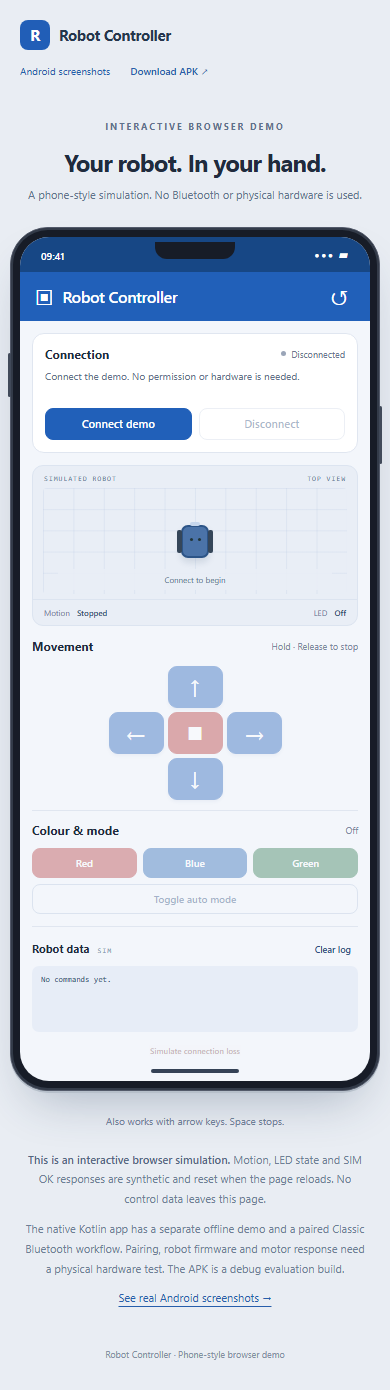 R Robot Controller
Android screenshots Download APK ↗
INTERACTIVE BROWSER DEMO
Your robot. In your hand.
A phone-style simulation. No Bluetooth or physical hardware is used.
09:41
Robot Controller
Connection Disconnected
Connect the demo. No permission or hardware is needed.
Connect demo Disconnect
SIMULATED ROBOT TOP VIEW
Connect to begin
Motion Stopped LED Off
Movement Hold · Release to stop
↑
← ■ →
↓
Colour & mode Off
Red Blue Green
Toggle auto mode
Robot data SIM Clear log
No commands yet.
Simulate connection loss
Also works with arrow keys. Space stops.
This is an interactive browser simulation. Motion, LED state and SIM
OK responses are synthetic and reset when the page reloads. No
control data leaves this page.
The native Kotlin app has a separate offline demo and a paired Classic
Bluetooth workflow. Pairing, robot firmware and motor response need
a physical hardware test. The APK is a debug evaluation build.
See real Android screenshots →
Robot Controller · Phone-style browser demo